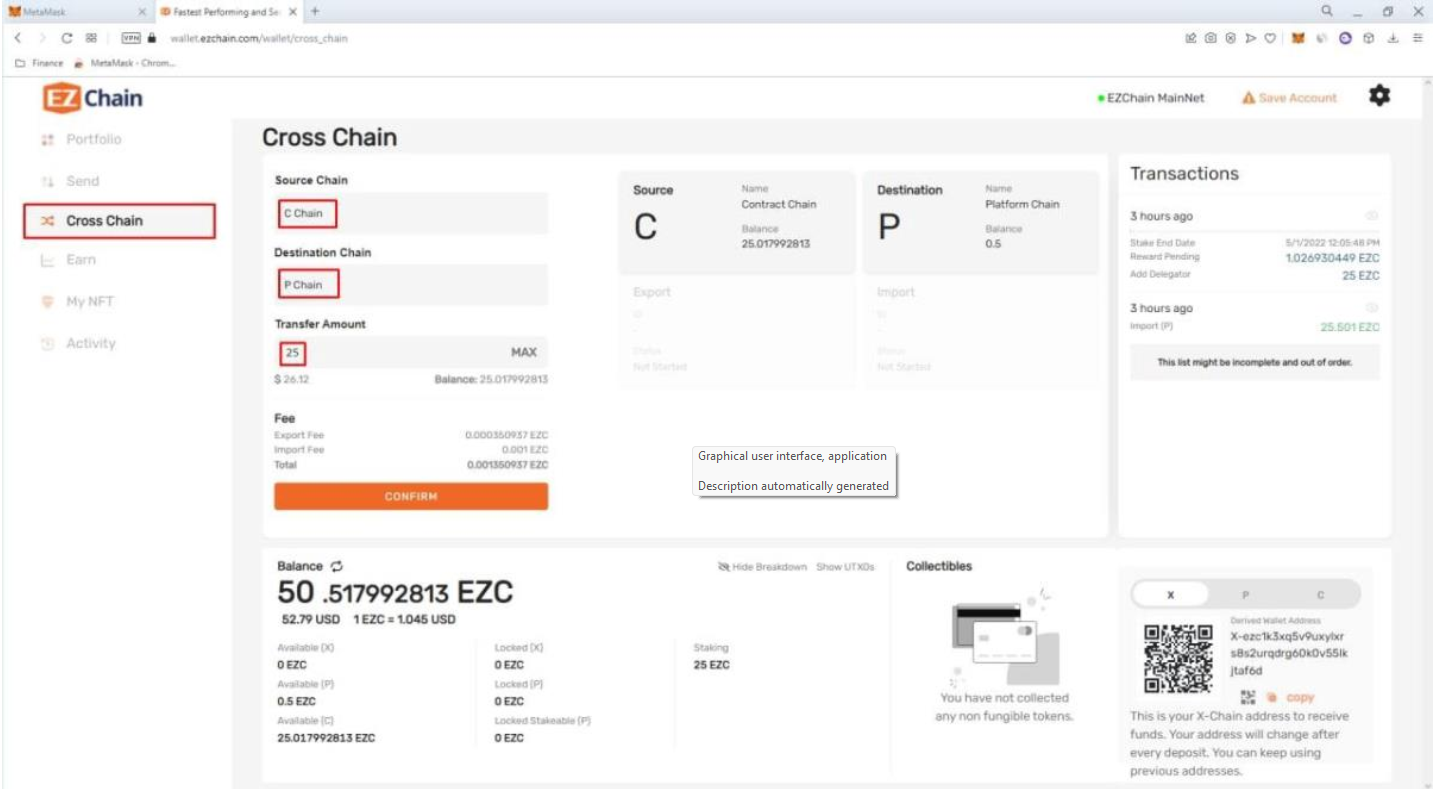 MetaMask
Fastest Performing and Se
VPN
wallet.ezchain.com/wallet/cross_chain
Finance
MetaMask - Chrom...
EZ Chain
EZChain MainNet
Save Account
Portfolio
Send
Cross Chain
Earn
My NFT
Activity
Cross Chain
Source Chain
C Chain
Destination Chain
P Chain
Transfer Amount
25
MAX
$ 26.12
Balance: 25.017992813
Fee
Export Fee
0.000350937 EZC
Import Fee
0.001 EZC
Total
0.001350937 EZC
CONFIRM
Source
C
Name
Contract Chain
Balance
25.017992813
Destination
P
Name
Platform Chain
Balance
0.5
Export
ID
-
Status
Not Started
Import
ID
-
Status
Not Started
Graphical user interface, application
Description automatically generated
Transactions
3 hours ago
Stake End Date
5/1/2022 12:05:48 PM
Reward Pending
1.026930449 EZC
Add Delegator
25 EZC
3 hours ago
Import (P)
25.501 EZC
This list might be incomplete and out of order.
Balance
Hide Breakdown
Show UTXOs
50 .517992813 EZC
52.79 USD
1 EZC = 1.045 USD
Available (X)
0 EZC
Available (P)
0.5 EZC
Available (C)
25.017992813 EZC
Locked (X)
0 EZC
Locked (P)
0 EZC
Locked Stakeable (P)
0 EZC
Staking
25 EZC
Collectibles
You have not collected
any non fungible tokens.
X
P
C
Derived Wallet Address
X-ezc1k3xq5v9uxylxr
s8s2urqdrg60k0v55lk
jtaf6d
copy
This is your X-Chain address to receive
funds. Your address will change after
every deposit. You can keep using
previous addresses.